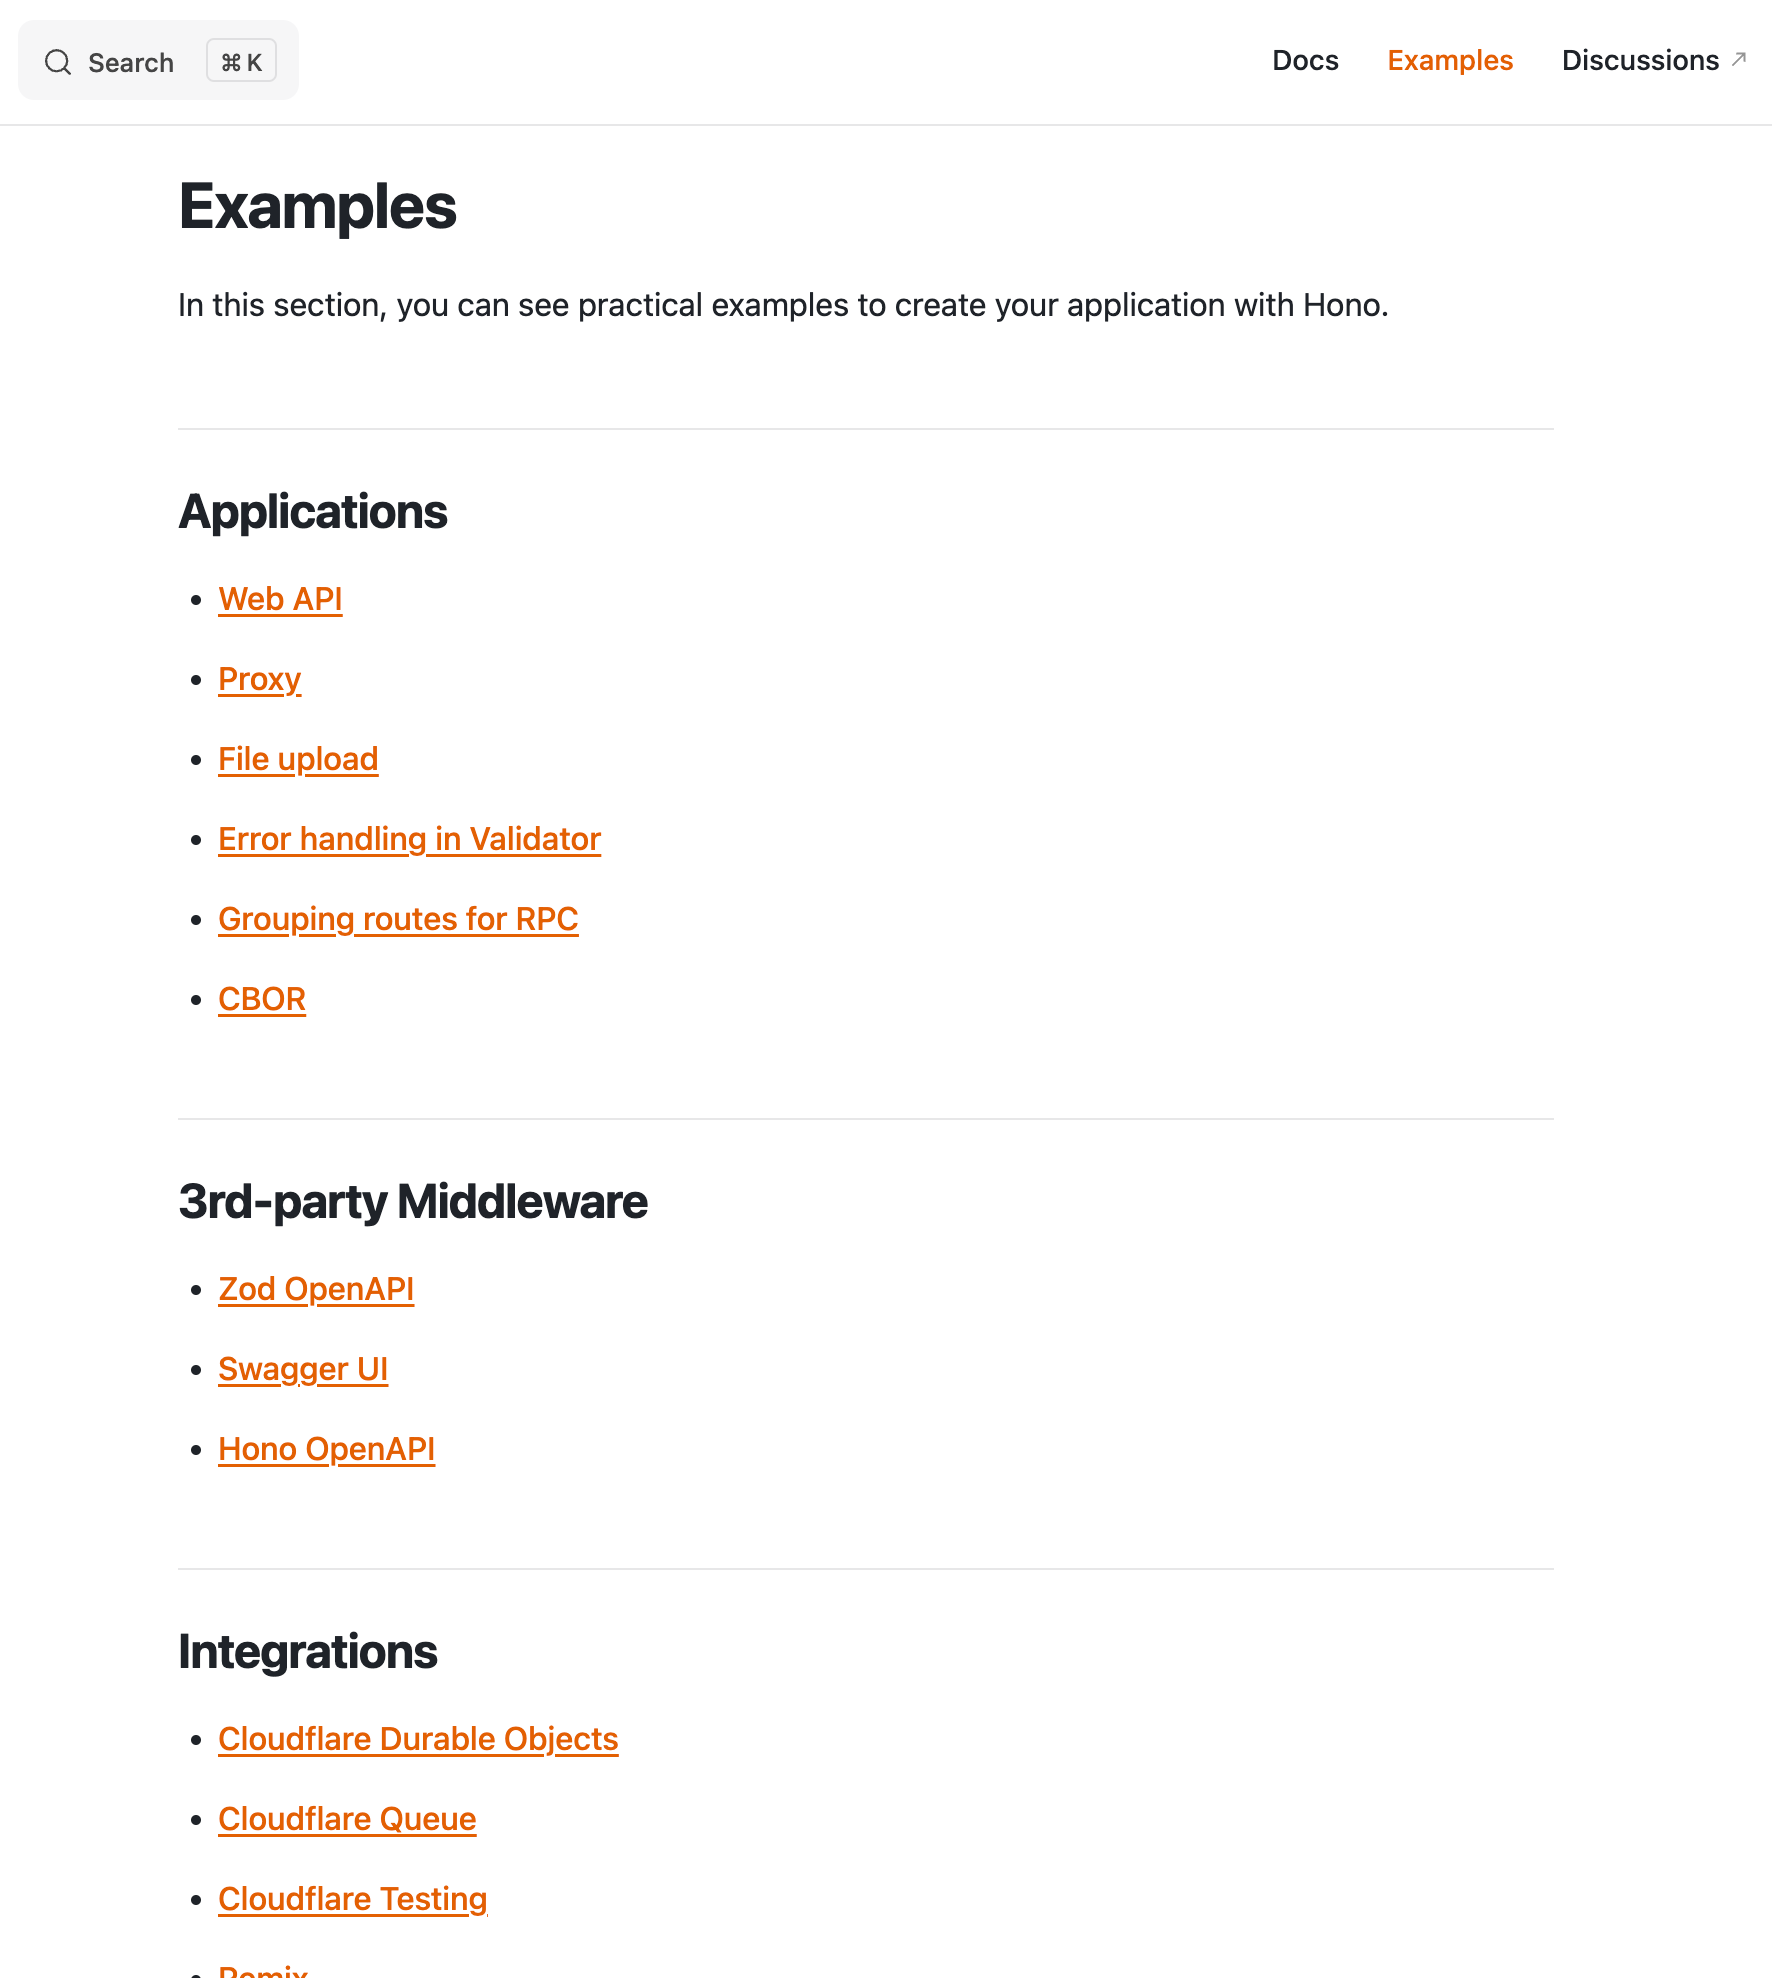 Search ⌘ K
Docs Examples Discussions
Examples
In this section, you can see practical examples to create your application with Hono.
Applications
Web API
Proxy
File upload
Error handling in Validator
Grouping routes for RPC
CBOR
3rd-party Middleware
Zod OpenAPI
Swagger UI
Hono OpenAPI
Integrations
Cloudflare Durable Objects
Cloudflare Queue
Cloudflare Testing
Remix